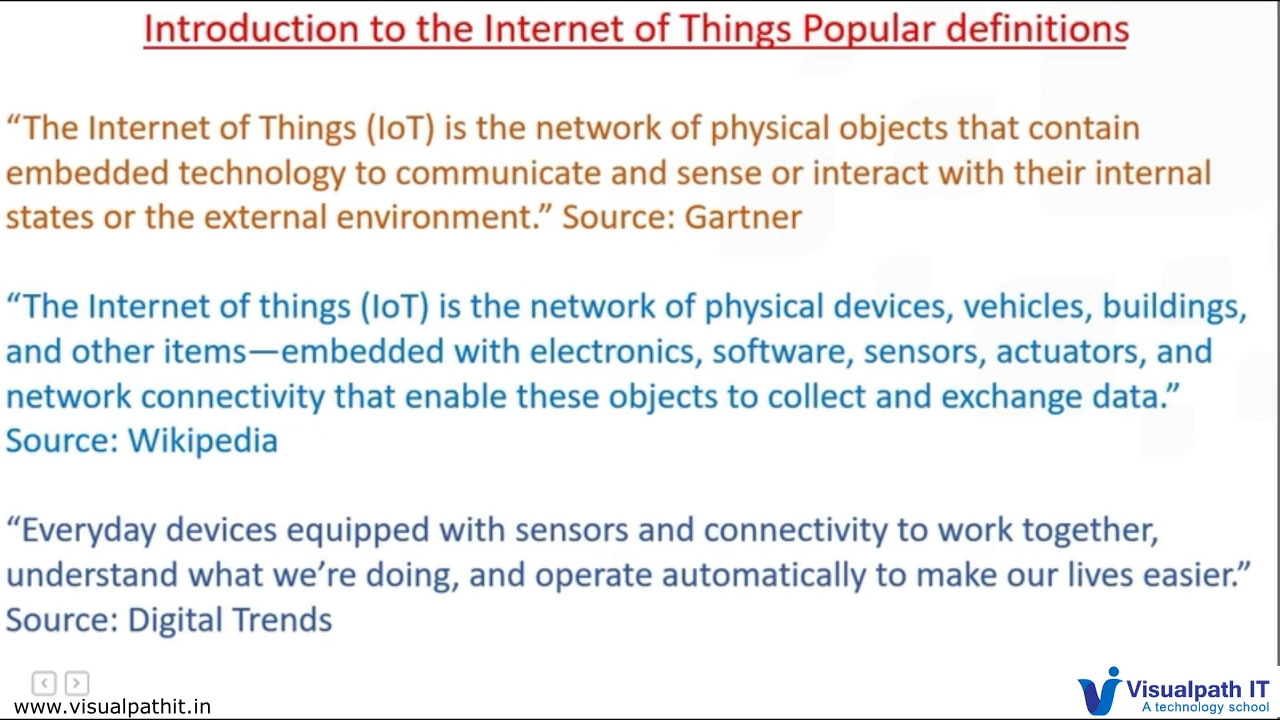 Introduction to the Internet of Things Popular definitions
“The Internet of Things (IoT) is the network of physical objects that contain
embedded technology to communicate and sense or interact with their internal
states or the external environment.” Source: Gartner
“The Internet of things (IoT) is the network of physical devices, vehicles, buildings,
and other items—embedded with electronics, software, sensors, actuators, and
network connectivity that enable these objects to collect and exchange data.”
Source: Wikipedia
“Everyday devices equipped with sensors and connectivity to work together,
understand what we’re doing, and operate automatically to make our lives easier.”
Source: Digital Trends
www.visualpathit.in
Visualpath IT
A technology school